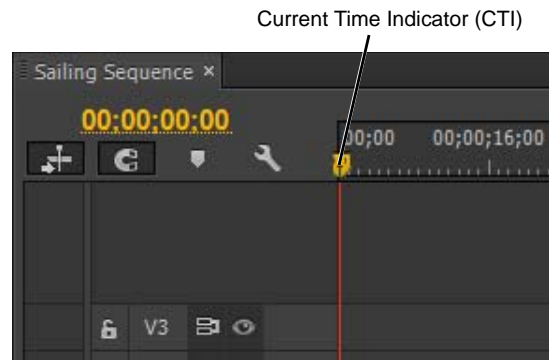 Current Time Indicator (CTI)
Sailing Sequence ×
00;00;00;00
00;00 00;00;16;00
V3